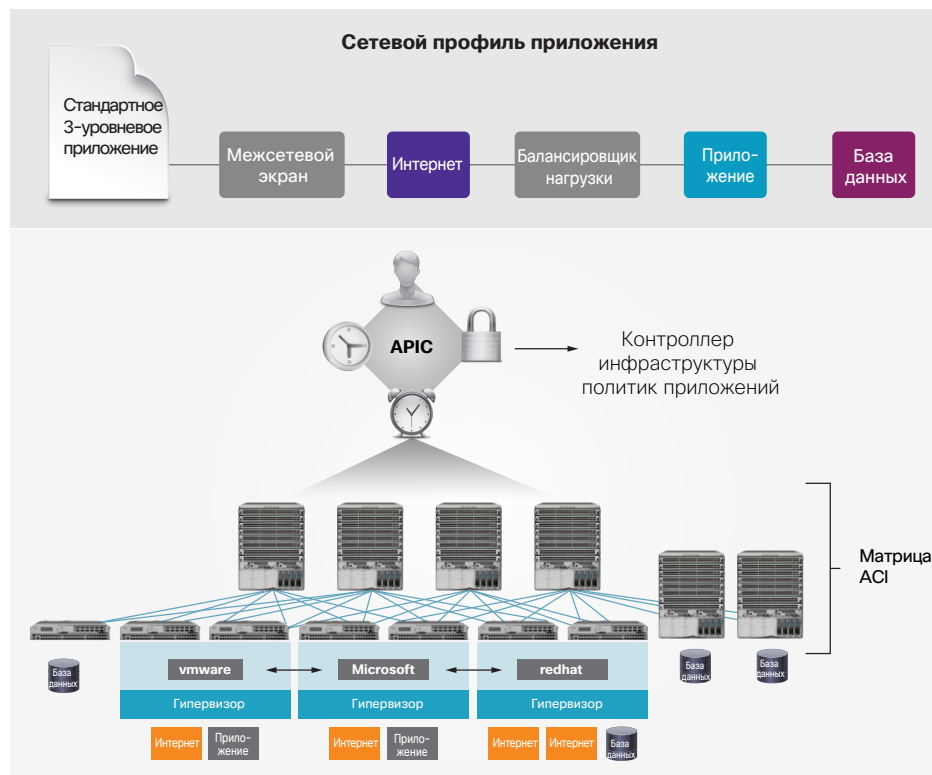 Сетевой профиль приложения
Стандартное
3-уровневое
приложение
Межсетевой
экран
Интернет
Балансировщик
нагрузки
Прило-
жение
База
данных
APIC
Контроллер
инфраструктуры
политик приложений
Матрица
ACI
База
данных
vmware
Microsoft
redhat
База
данных
База
данных
Гипервизор
Гипервизор
Гипервизор
Интернет
Прило-
жение
Интернет
Прило-
жение
Интернет
Интернет
База
данных